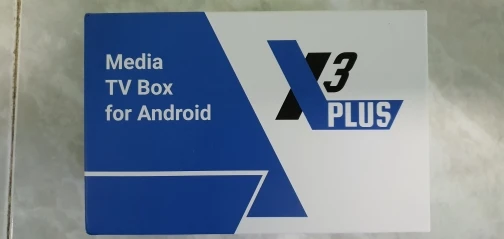 Media
TV Box
for Android
X3
PLUS